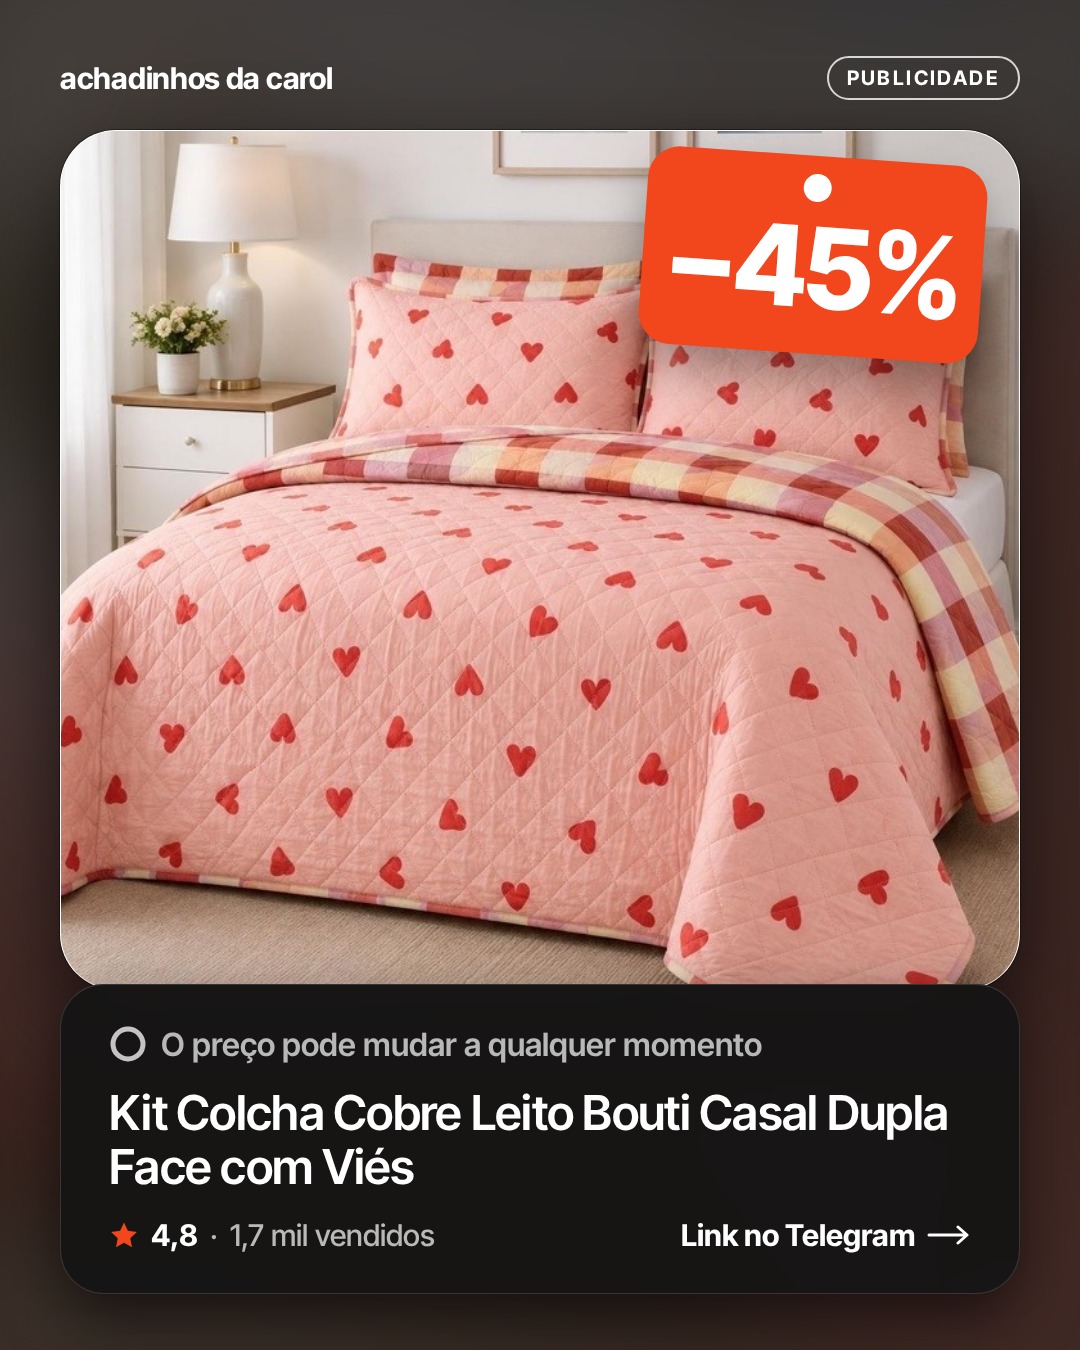 achadinhos da carol
PUBLICIDADE
–45%
O preço pode mudar a qualquer momento
Kit Colcha Cobre Leito Bouti Casal Dupla
Face com Viés
4,8 · 1,7 mil vendidos
Link no Telegram →